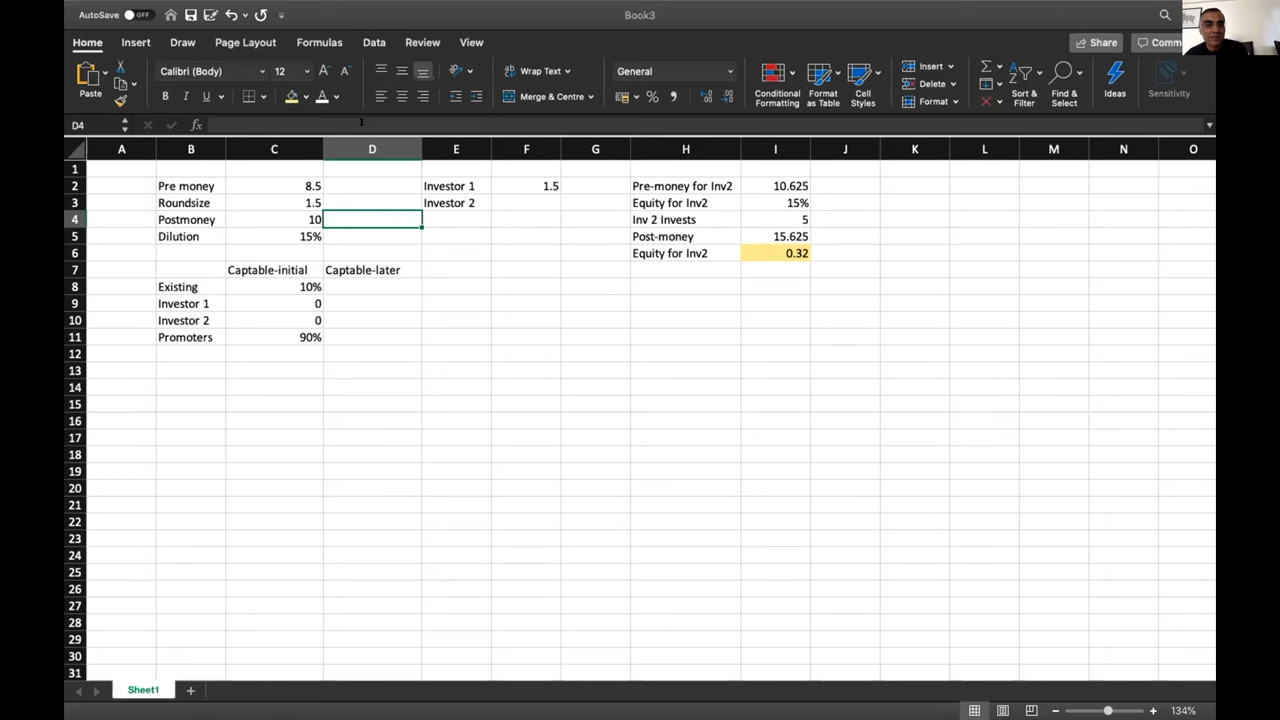 AutoSave OFF Book3
Home Insert Draw Page Layout Formulas Data Review View Share Comm
Paste Calibri (Body) 12 Wrap Text General Insert
B I U Merge & Centre Conditional Formatting Format as Table Cell Styles Delete Format Sort & Filter Find & Select Ideas Sensitivity
D4 fx
A B C D E F G H I J K L M N O
1
2 Pre money 8.5 Investor 1 1.5 Pre-money for Inv2 10.625
3 Roundsize 1.5 Investor 2 Equity for Inv2 15%
4 Postmoney 10 Inv 2 Invests 5
5 Dilution 15% Post-money 15.625
6 Equity for Inv2 0.32
7 Captable-initial Captable-later
8 Existing 10%
9 Investor 1 0
10 Investor 2 0
11 Promoters 90%
12
13
14
15
16
17
18
19
20
21
22
23
24
25
26
27
28
29
30
31
Sheet1
134%